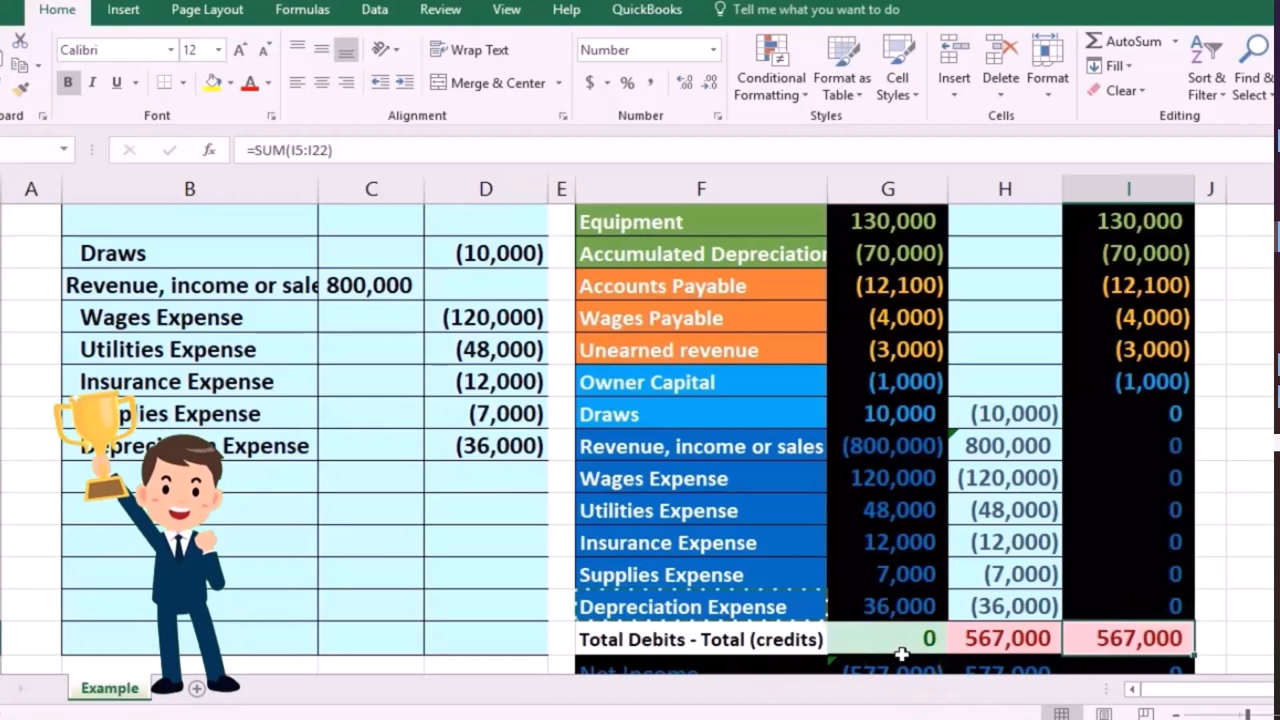 Home Insert Page Layout Formulas Data Review View Help QuickBooks Tell me what you want to do
Calibri 12 Wrap Text Number AutoSum
B I U Merge & Center $ % Conditional Formatting Format as Table Cell Styles Insert Delete Format Fill Clear Sort & Filter Find & Select
Font Alignment Number Styles Cells Editing
fx =SUM(I5:I22)
A B C D E F G H I J
Equipment 130,000 130,000
Draws (10,000) Accumulated Depreciation (70,000) (70,000)
Revenue, income or sale 800,000 Accounts Payable (12,100) (12,100)
Wages Expense (120,000) Wages Payable (4,000) (4,000)
Utilities Expense (48,000) Unearned revenue (3,000) (3,000)
Insurance Expense (12,000) Owner Capital (1,000) (1,000)
plies Expense (7,000) Draws 10,000 (10,000) 0
Expense (36,000) Revenue, income or sales (800,000) 800,000 0
Wages Expense 120,000 (120,000) 0
Utilities Expense 48,000 (48,000) 0
Insurance Expense 12,000 (12,000) 0
Supplies Expense 7,000 (7,000) 0
Depreciation Expense 36,000 (36,000) 0
Total Debits - Total (credits) 0 567,000 567,000
Net Income (577,000) 577,000 0
Example